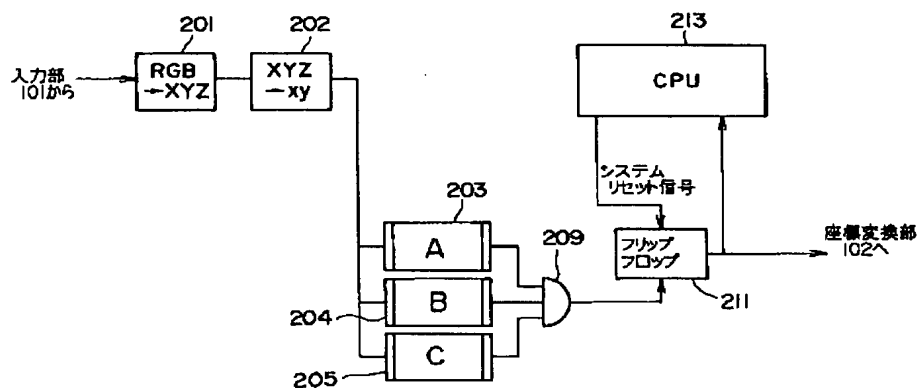 201
202
213
入力部
101から
RGB
→XYZ
XYZ
→xy
CPU
システム
リセット信号
203
A
209
フリップ
フロップ
座標変換部
102へ
211
204
B
205
C